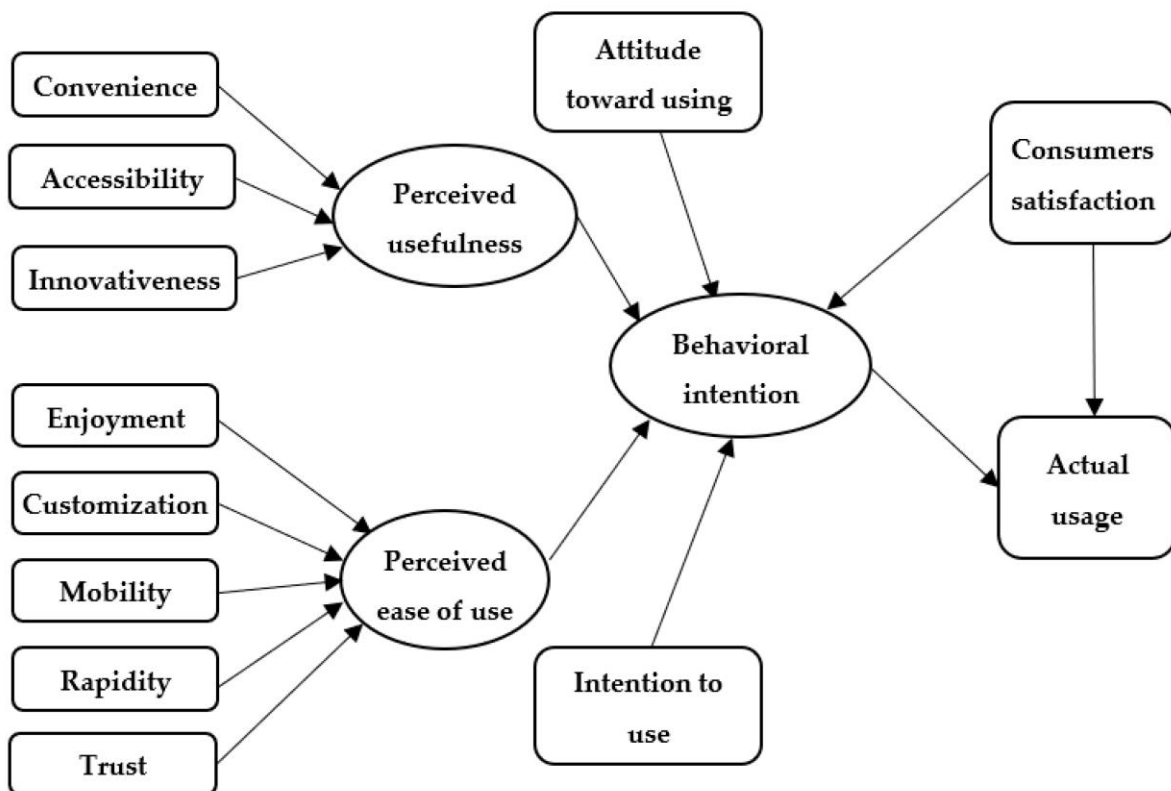 Convenience
Accessibility
Innovativeness
Perceived
usefulness
Attitude
toward using
Consumers
satisfaction
Behavioral
intention
Enjoyment
Customization
Mobility
Rapidity
Trust
Perceived
ease of use
Intention to
use
Actual
usage